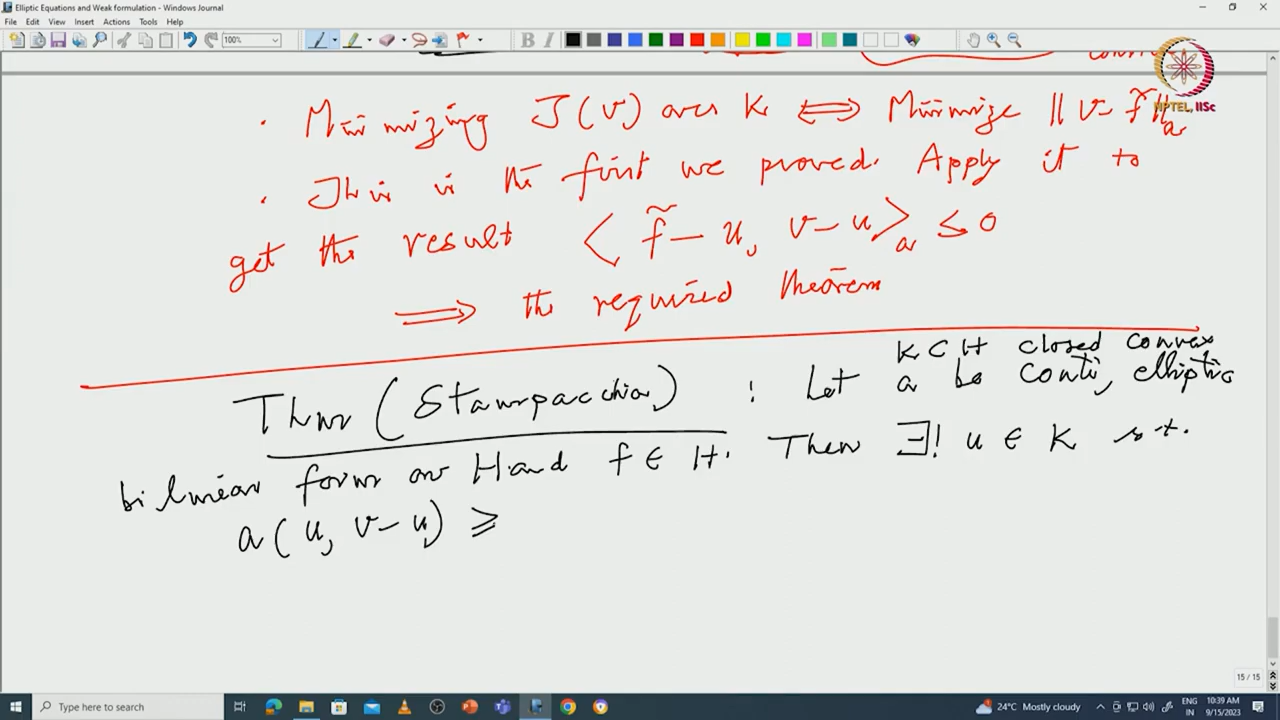 Elliptic Equations and Weak formulation - Windows Journal
File Edit View Insert Actions Tools Help
100% B I
NPTEL, IISc
· Minimizing J(v) over K ⟺ Minimize ‖v - f̃‖ₐ
· This is the first we proved. Apply it to
get the result ⟨f̃ - u, v - u⟩ₐ ≤ 0
⟹ the required theorem
K ⊂ H closed convex
Thm (Stampacchia) : Let a be conti, elliptic
bilinear form on H and f ∈ H. Then ∃! u ∈ K s.t.
a(u, v - u) ≥
15 / 15
Type here to search
24°C Mostly cloudy
ENG
IN
10:39 AM
9/15/2023